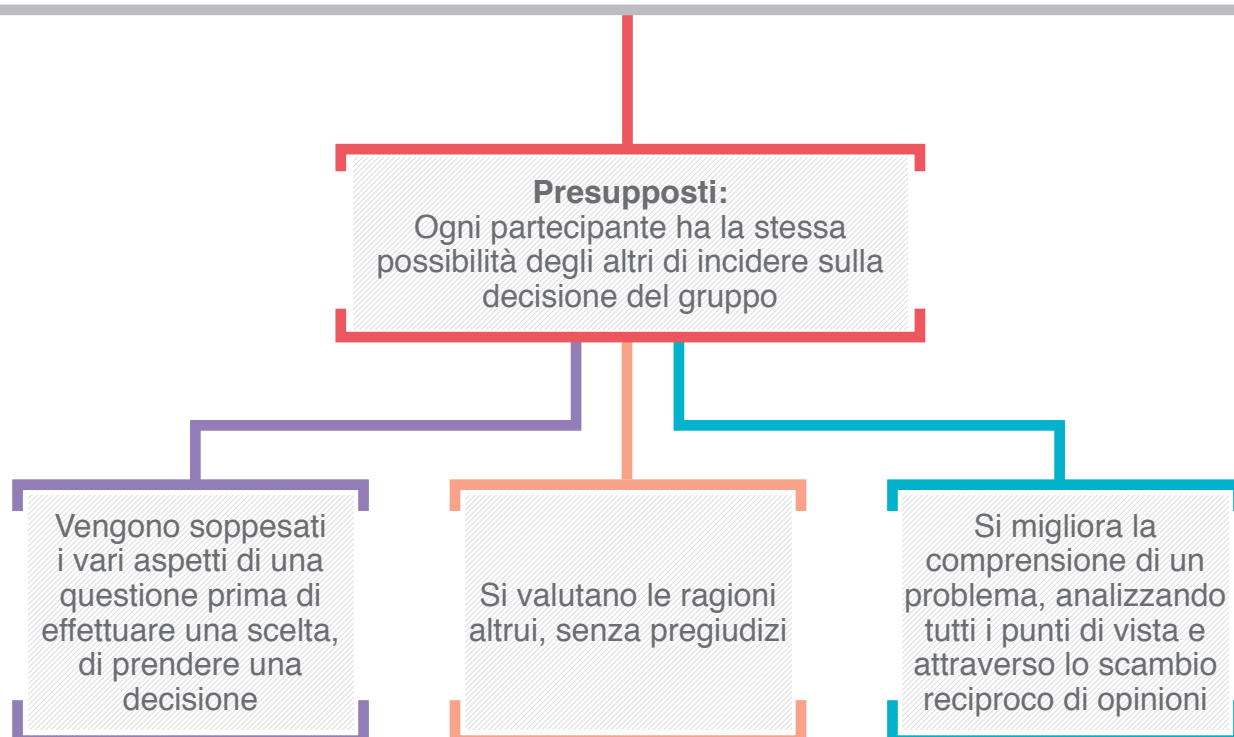 Presupposti:
Ogni partecipante ha la stessa
possibilità degli altri di incidere sulla
decisione del gruppo
Vengono soppesati
i vari aspetti di una
questione prima di
effettuare una scelta,
di prendere una
decisione
Si valutano le ragioni
altrui, senza pregiudizi
Si migliora la
comprensione di un
problema, analizzando
tutti i punti di vista e
attraverso lo scambio
reciproco di opinioni